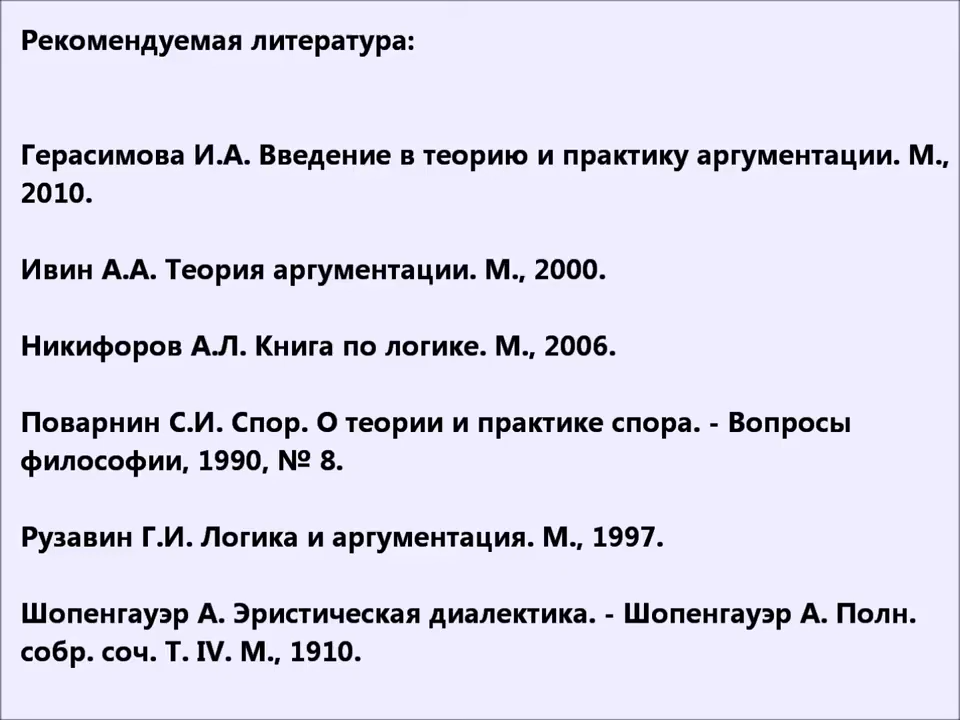 Рекомендуемая литература:
Герасимова И.А. Введение в теорию и практику аргументации. М.,
2010.
Ивин А.А. Теория аргументации. М., 2000.
Никифоров А.Л. Книга по логике. М., 2006.
Поварнин С.И. Спор. О теории и практике спора. - Вопросы
философии, 1990, № 8.
Рузавин Г.И. Логика и аргументация. М., 1997.
Шопенгауэр А. Эристическая диалектика. - Шопенгауэр А. Полн.
собр. соч. Т. IV. М., 1910.